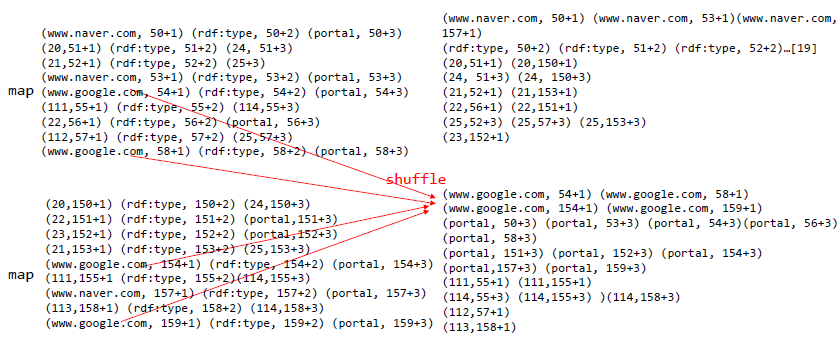 (www.naver.com, 50+1) (rdf:type, 50+2) (portal, 50+3)
(20,51+1) (rdf:type, 51+2) (24, 51+3)
(21,52+1) (rdf:type, 52+2) (25+3)
(www.naver.com, 53+1) (rdf:type, 53+2) (portal, 53+3)
map
(www.google.com, 54+1) (rdf:type, 54+2) (portal, 54+3)
(111,55+1) (rdf:type, 55+2) (114,55+3)
(22,56+1) (rdf:type, 56+2) (portal, 56+3)
(112,57+1) (rdf:type, 57+2) (25,57+3)
(www.google.com, 58+1) (rdf:type, 58+2) (portal, 58+3)
(www.naver.com, 50+1) (www.naver.com, 53+1)(www.naver.com,
157+1)
(rdf:type, 50+2) (rdf:type, 51+2) (rdf:type, 52+2)…[19]
(20,51+1) (20,150+1)
(24, 51+3) (24, 150+3)
(21,52+1) (21,153+1)
(22,56+1) (22,151+1)
(25,52+3) (25,57+3) (25,153+3)
(23,152+1)
shuffle
(20,150+1) (rdf:type, 150+2) (24,150+3)
(22,151+1) (rdf:type, 151+2) (portal,151+3)
(23,152+1) (rdf:type, 152+2) (portal,152+3)
(21,153+1) (rdf:type, 153+2) (25,153+3)
(www.google.com, 154+1) (rdf:type, 154+2) (portal, 154+3)
map
(111,155+1 (rdf:type, 155+2)(114,155+3)
(www.naver.com, 157+1) (rdf:type, 157+2) (portal, 157+3)
(113,158+1) (rdf:type, 158+2) (114,158+3)
(www.google.com, 159+1) (rdf:type, 159+2) (portal, 159+3)
(www.google.com, 54+1) (www.google.com, 58+1)
(www.google.com, 154+1) (www.google.com, 159+1)
(portal, 50+3) (portal, 53+3) (portal, 54+3)(portal, 56+3)
(portal, 58+3)
(portal, 151+3) (portal, 152+3) (portal, 154+3)
(portal,157+3) (portal, 159+3)
(111,55+1) (111,155+1)
(114,55+3) (114,155+3) )(114,158+3)
(112,57+1)
(113,158+1)